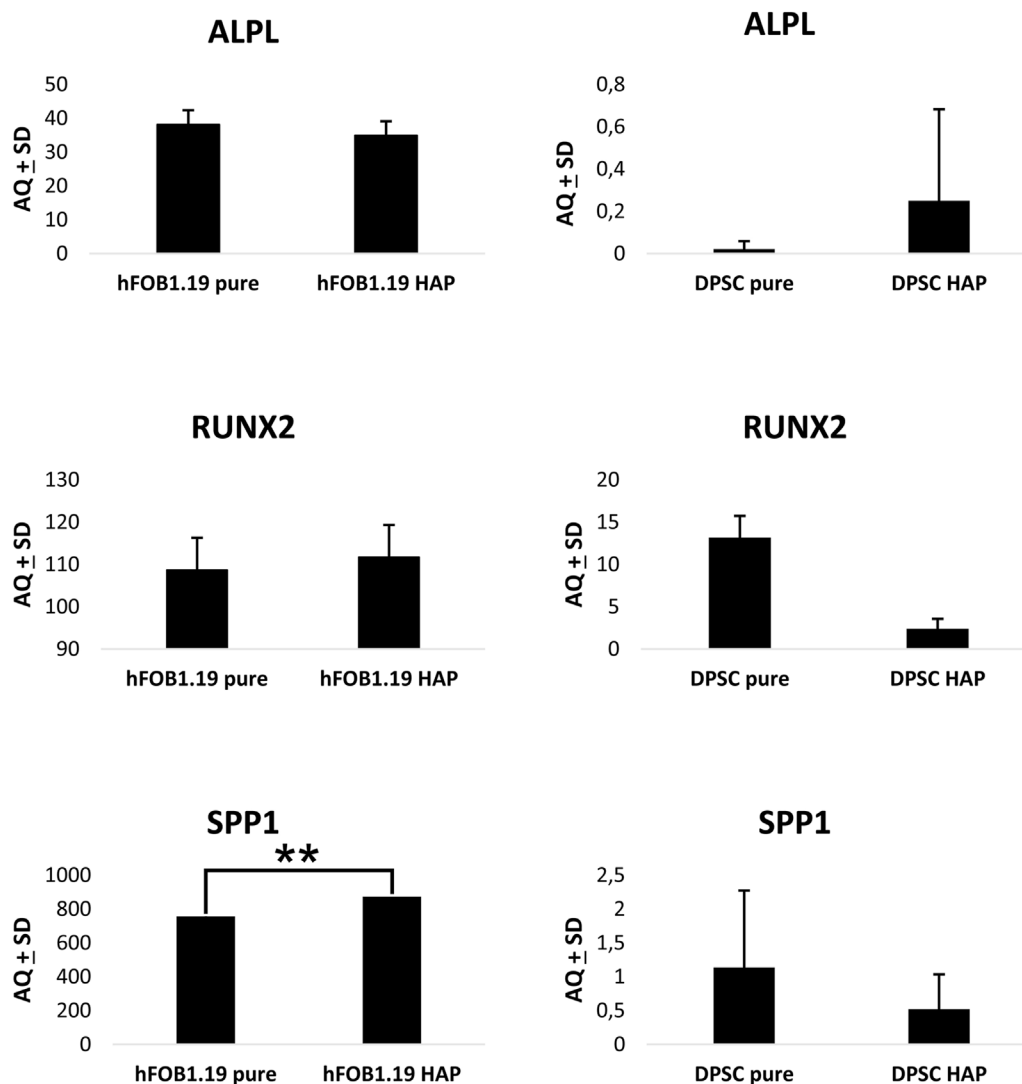 ALPL
50
40
30
20
10
0
AQ ± SD
hFOB1.19 pure hFOB1.19 HAP
ALPL
0,8
0,6
0,4
0,2
0
AQ ± SD
DPSC pure DPSC HAP
RUNX2
130
120
110
100
90
AQ ± SD
hFOB1.19 pure hFOB1.19 HAP
RUNX2
20
15
10
5
0
AQ ± SD
DPSC pure DPSC HAP
SPP1
**
1000
800
600
400
200
0
AQ ± SD
hFOB1.19 pure hFOB1.19 HAP
SPP1
2,5
2
1,5
1
0,5
0
AQ ± SD
DPSC pure DPSC HAP